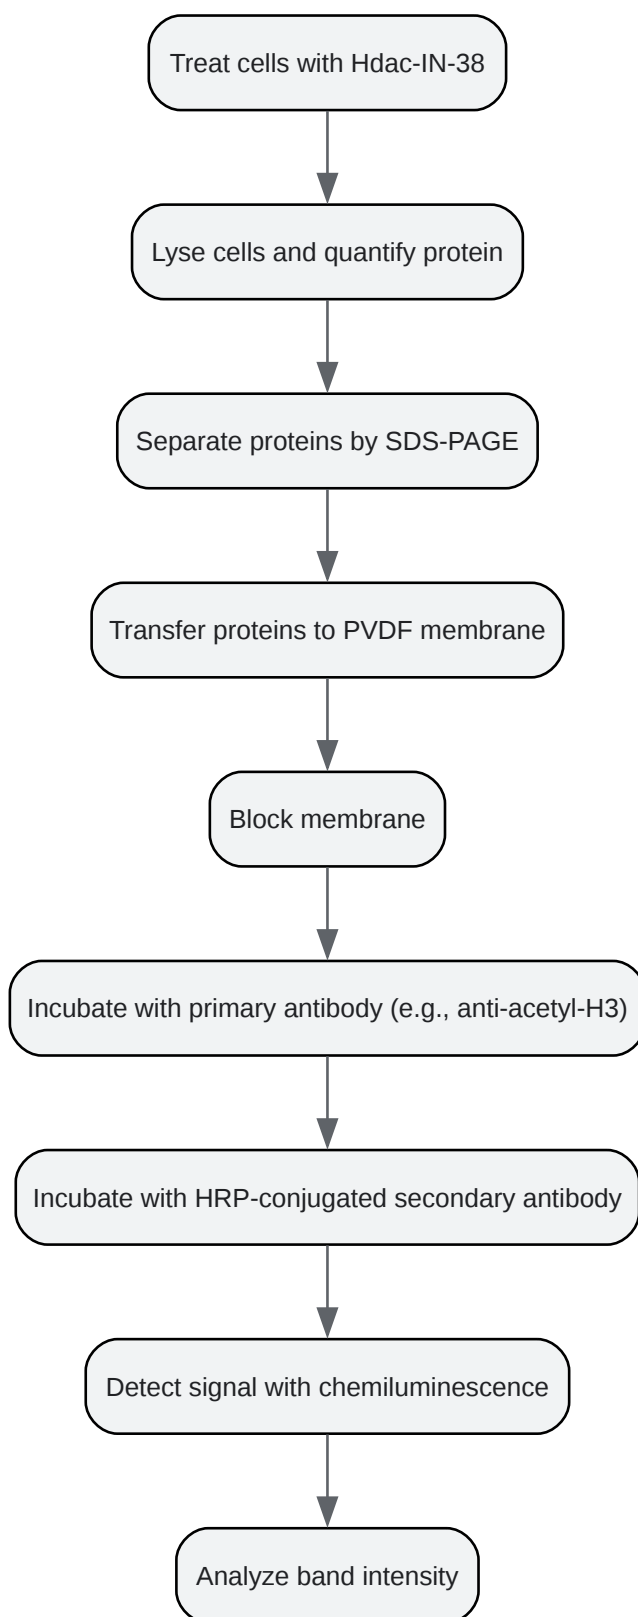 Treat cells with Hdac-IN-38
Lyse cells and quantify protein
Separate proteins by SDS-PAGE
Transfer proteins to PVDF membrane
Block membrane
Incubate with primary antibody (e.g., anti-acetyl-H3)
Incubate with HRP-conjugated secondary antibody
Detect signal with chemiluminescence
Analyze band intensity